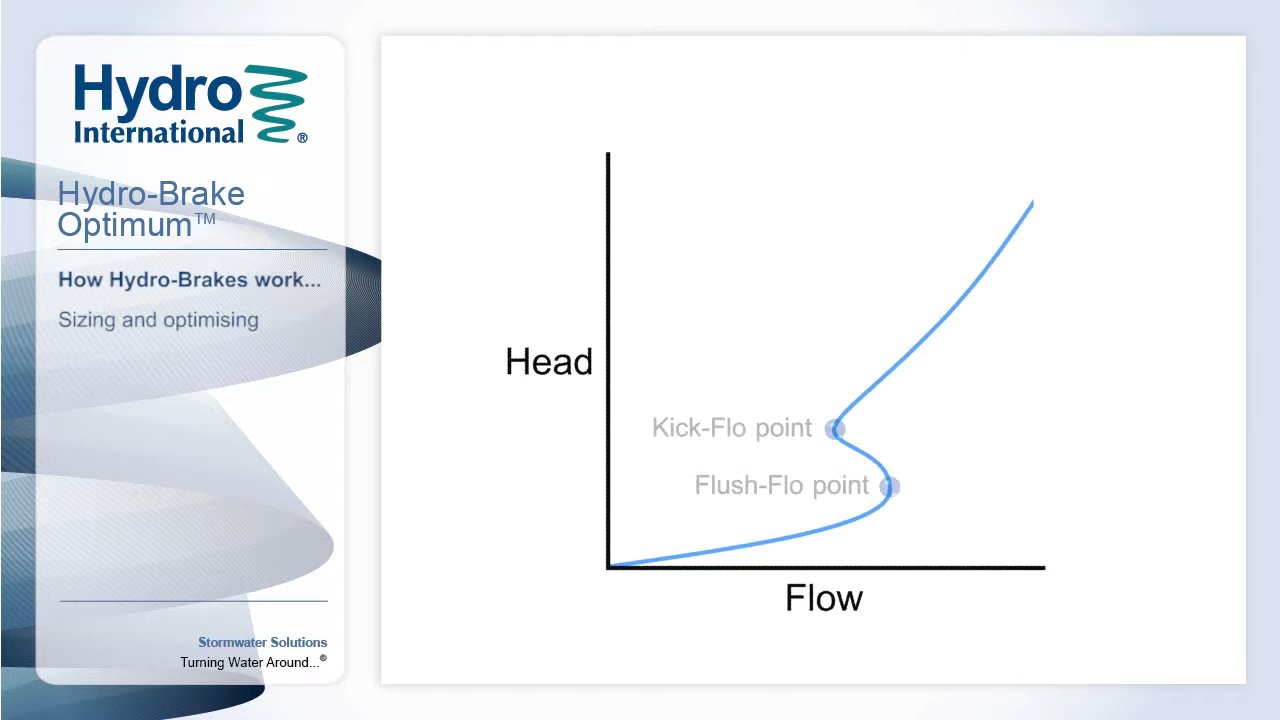 Hydro
International®
Hydro-Brake
Optimum™
How Hydro-Brakes work...
Sizing and optimising
Stormwater Solutions
Turning Water Around...®
Head
Kick-Flo point
Flush-Flo point
Flow